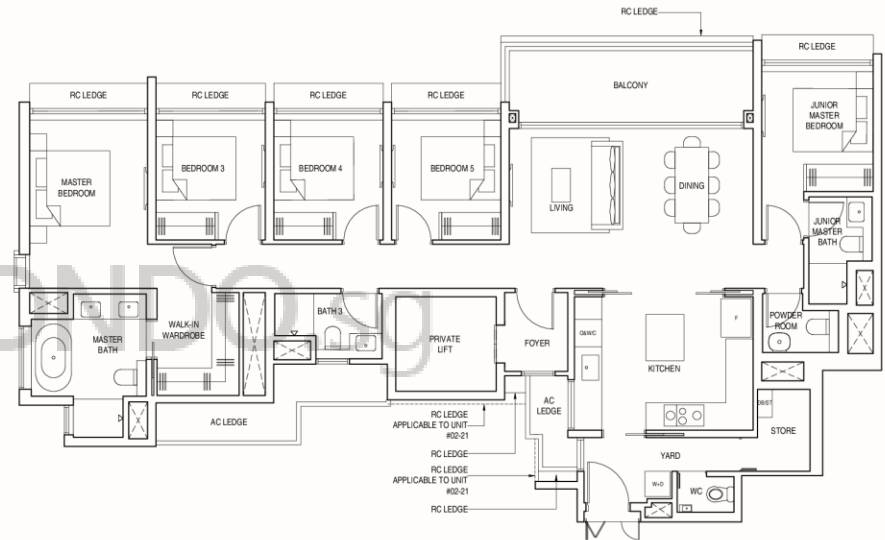 RC LEDGE
RC LEDGE
BALCONY
RC LEDGE
RC LEDGE
RC LEDGE
RC LEDGE
JUNIOR
MASTER
BEDROOM
MASTER
BEDROOM
BEDROOM 3
BEDROOM 4
BEDROOM 5
LIVING
DINING
JUNIOR
MASTER
BATH
ONDO.sg
MASTER
BATH
WALK-IN
WARDROBE
BATH 3
PRIVATE
LIFT
FOYER
O&W/C
F
KITCHEN
POWDER
ROOM
AC LEDGE
AC
LEDGE
RC LEDGE
APPLICABLE TO UNIT
#02-21
RC LEDGE
RC LEDGE
APPLICABLE TO UNIT
#02-21
RC LEDGE
DB/ST
STORE
YARD
W+D
WC